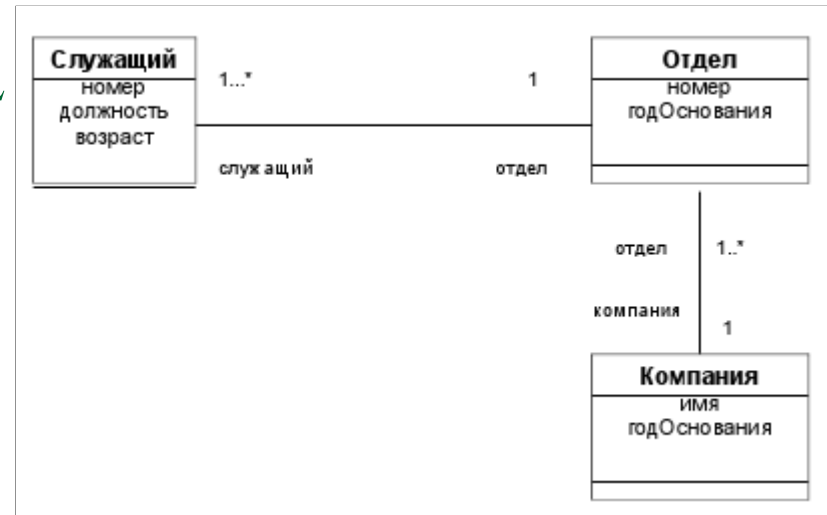 Служащий
номер
должность
возраст
1...*
1
служащий
отдел
Отдел
номер
годОснования
отдел
1..*
компания
1
Компания
имя
годОснования